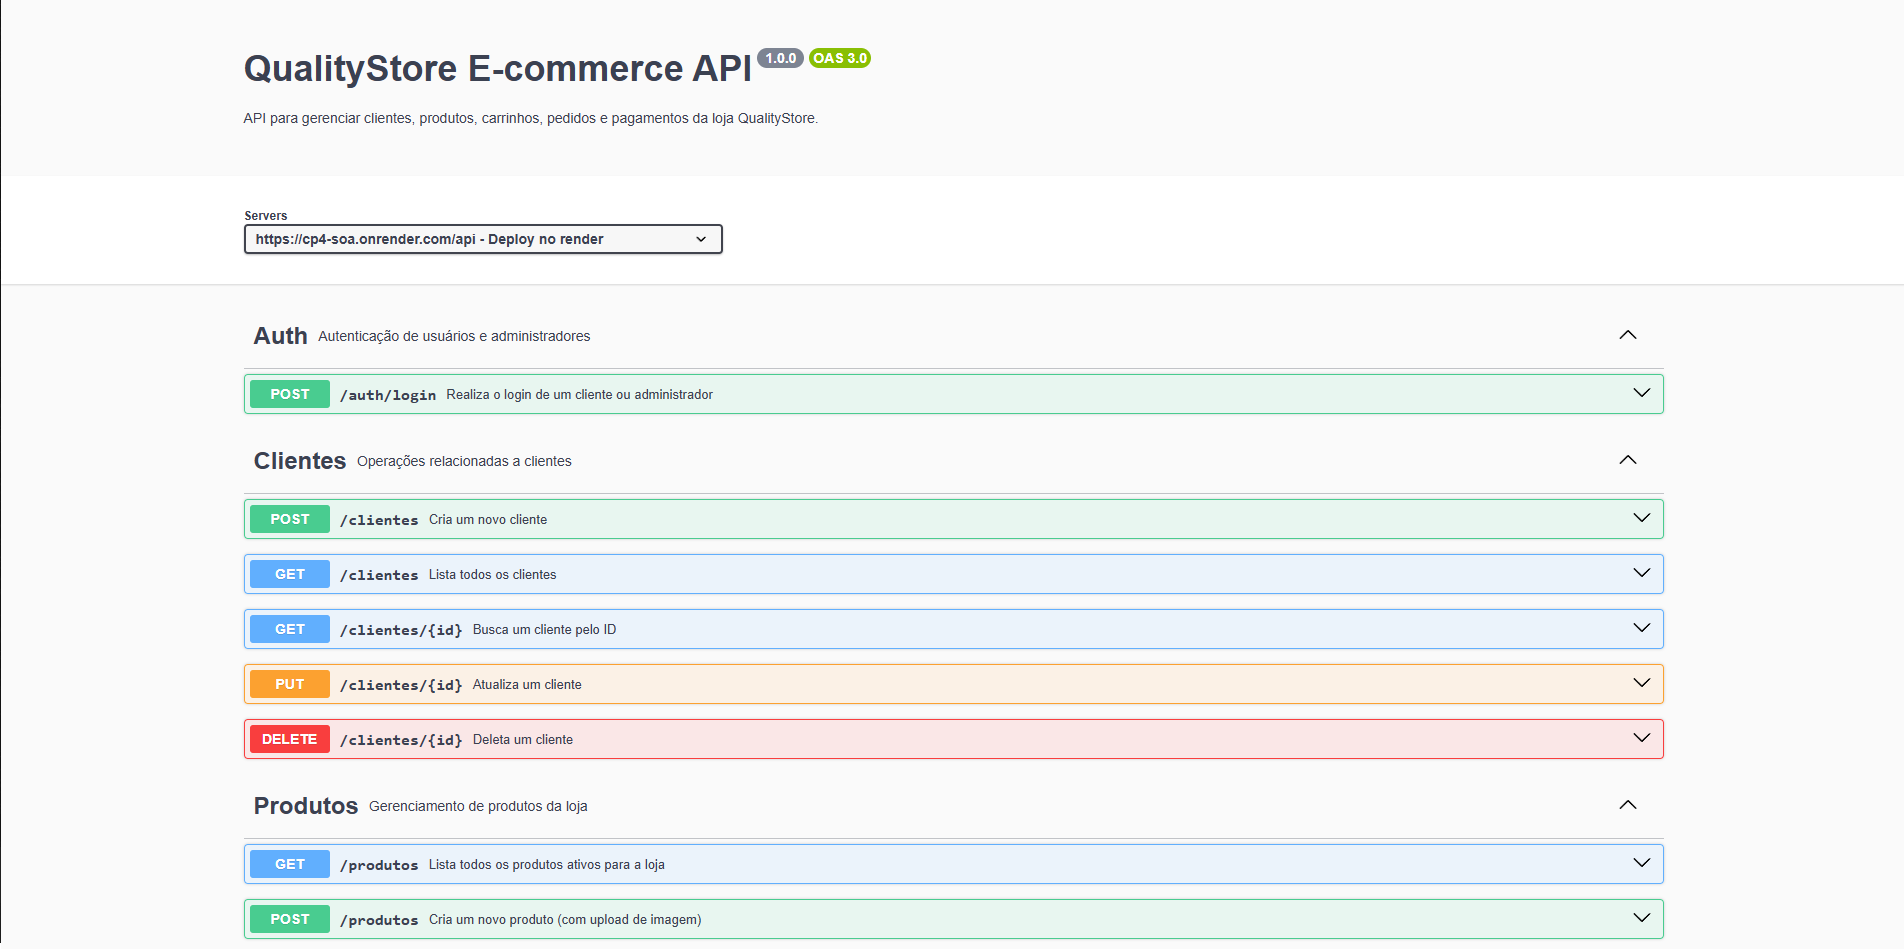 QualityStore E-commerce API 1.0.0 OAS 3.0
API para gerenciar clientes, produtos, carrinhos, pedidos e pagamentos da loja QualityStore.
Servers
https://cp4-soa.onrender.com/api - Deploy no render
Auth Autenticação de usuários e administradores
POST /auth/login Realiza o login de um cliente ou administrador
Clientes Operações relacionadas a clientes
POST /clientes Cria um novo cliente
GET /clientes Lista todos os clientes
GET /clientes/{id} Busca um cliente pelo ID
PUT /clientes/{id} Atualiza um cliente
DELETE /clientes/{id} Deleta um cliente
Produtos Gerenciamento de produtos da loja
GET /produtos Lista todos os produtos ativos para a loja
POST /produtos Cria um novo produto (com upload de imagem)